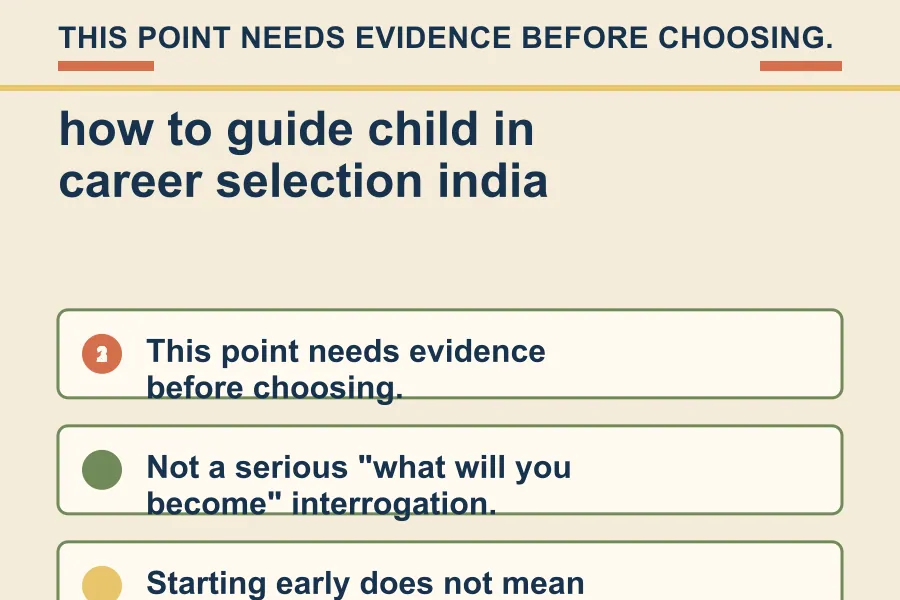 THIS POINT NEEDS EVIDENCE BEFORE CHOOSING.
how to guide child in
career selection india
This point needs evidence
before choosing.
Not a serious "what will you
become" interrogation.
Starting early does not mean